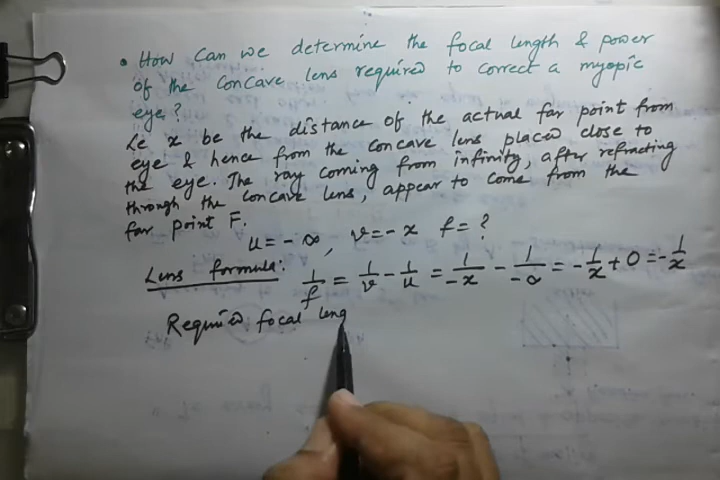 • How can we determine the focal length & power
of the concave lens required to correct a myopic
eye?
Le x be the distance of the actual far point from
eye & hence from the concave lens placed close to
the eye. The ray coming from infinity, after refracting
through the concave lens, appear to come from the
far point F.
u = - ∞ , v = - x f = ?
Lens formula: 1/f = 1/v - 1/u = 1/-x - 1/-∞ = - 1/x + 0 = - 1/x
Required focal leng